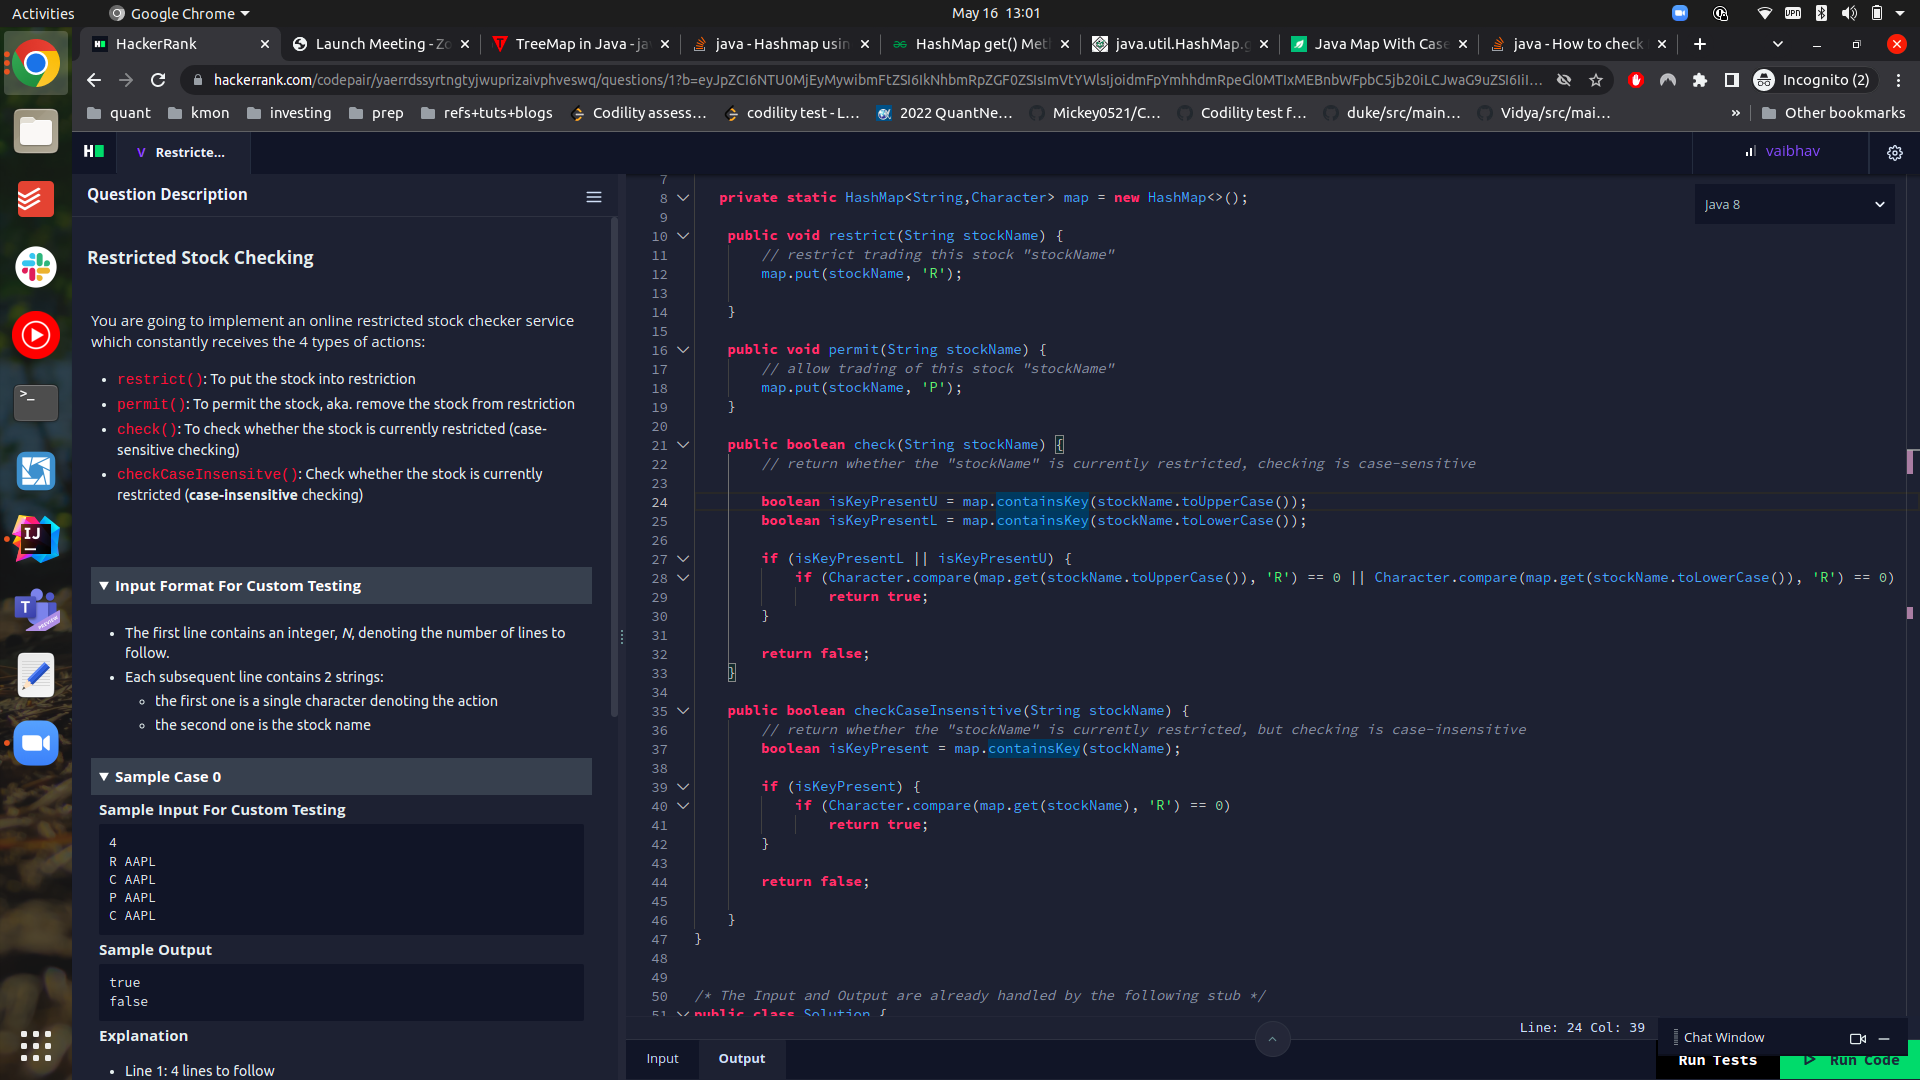 Activities
Google Chrome
May 16 13:01
HackerRank
Launch Meeting - Zo
TreeMap in Java - ja
java - Hashmap usin
HashMap get() Met
java.util.HashMap.g
Java Map With Case
java - How to check
Incognito (2)
quant
kmon
investing
prep
refs+tuts+blogs
Codility assess...
codility test - L...
2022 QuantNe...
Mickey0521/C...
Codility test f...
duke/src/main...
Vidya/src/mai...
»
Other bookmarks
V Restricte...
vaibhav
Question Description
Restricted Stock Checking
You are going to implement an online restricted stock checker service
which constantly receives the 4 types of actions:
• restrict(): To put the stock into restriction
• permit(): To permit the stock, aka. remove the stock from restriction
• check(): To check whether the stock is currently restricted (case-
sensitive checking)
• checkCaseInsensitve(): Check whether the stock is currently
restricted (case-insensitive checking)
▼ Input Format For Custom Testing
• The first line contains an integer, N, denoting the number of lines to
follow.
• Each subsequent line contains 2 strings:
◦ the first one is a single character denoting the action
◦ the second one is the stock name
▼ Sample Case 0
Sample Input For Custom Testing
4
R AAPL
C AAPL
P AAPL
C AAPL
Sample Output
true
false
Explanation
• Line 1: 4 lines to follow
Java 8
7
8 private static HashMap<String,Character> map = new HashMap<>();
9
10 public void restrict(String stockName) {
11 // restrict trading this stock "stockName"
12 map.put(stockName, 'R');
13
14 }
15
16 public void permit(String stockName) {
17 // allow trading of this stock "stockName"
18 map.put(stockName, 'P');
19 }
20
21 public boolean check(String stockName) {
22 // return whether the "stockName" is currently restricted, checking is case-sensitive
23
24 boolean isKeyPresentU = map.containsKey(stockName.toUpperCase());
25 boolean isKeyPresentL = map.containsKey(stockName.toLowerCase());
26
27 if (isKeyPresentL || isKeyPresentU) {
28 if (Character.compare(map.get(stockName.toUpperCase()), 'R') == 0 || Character.compare(map.get(stockName.toLowerCase()), 'R') == 0)
29 return true;
30 }
31
32 return false;
33 }
34
35 public boolean checkCaseInsensitive(String stockName) {
36 // return whether the "stockName" is currently restricted, but checking is case-insensitive
37 boolean isKeyPresent = map.containsKey(stockName);
38
39 if (isKeyPresent) {
40 if (Character.compare(map.get(stockName), 'R') == 0)
41 return true;
42 }
43
44 return false;
45
46 }
47 }
48
49
50 /* The Input and Output are already handled by the following stub */
51 public class Solution {
Line: 24 Col: 39
Chat Window
Input
Output
Run Tests
Run Code